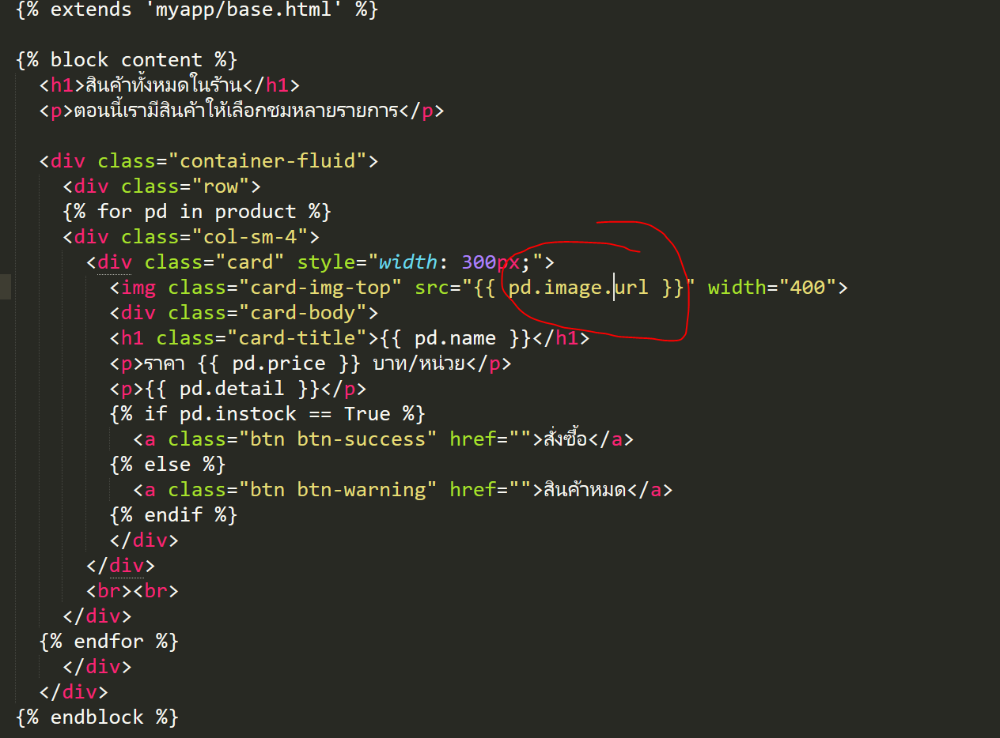 {% extends 'myapp/base.html' %}
{% block content %}
<h1>สินค้าทั้งหมดในร้าน</h1>
<p>ตอนนี้เรามีสินค้าให้เลือกชมหลายรายการ</p>
<div class="container-fluid">
<div class="row">
{% for pd in product %}
<div class="col-sm-4">
<div class="card" style="width: 300px;">
<img class="card-img-top" src="{{ pd.image.url }}" width="400">
<div class="card-body">
<h1 class="card-title">{{ pd.name }}</h1>
<p>ราคา {{ pd.price }} บาท/หน่วย</p>
<p>{{ pd.detail }}</p>
{% if pd.instock == True %}
<a class="btn btn-success" href="">สั่งซื้อ</a>
{% else %}
<a class="btn btn-warning" href="">สินค้าหมด</a>
{% endif %}
</div>
</div>
<br><br>
</div>
{% endfor %}
</div>
</div>
{% endblock %}